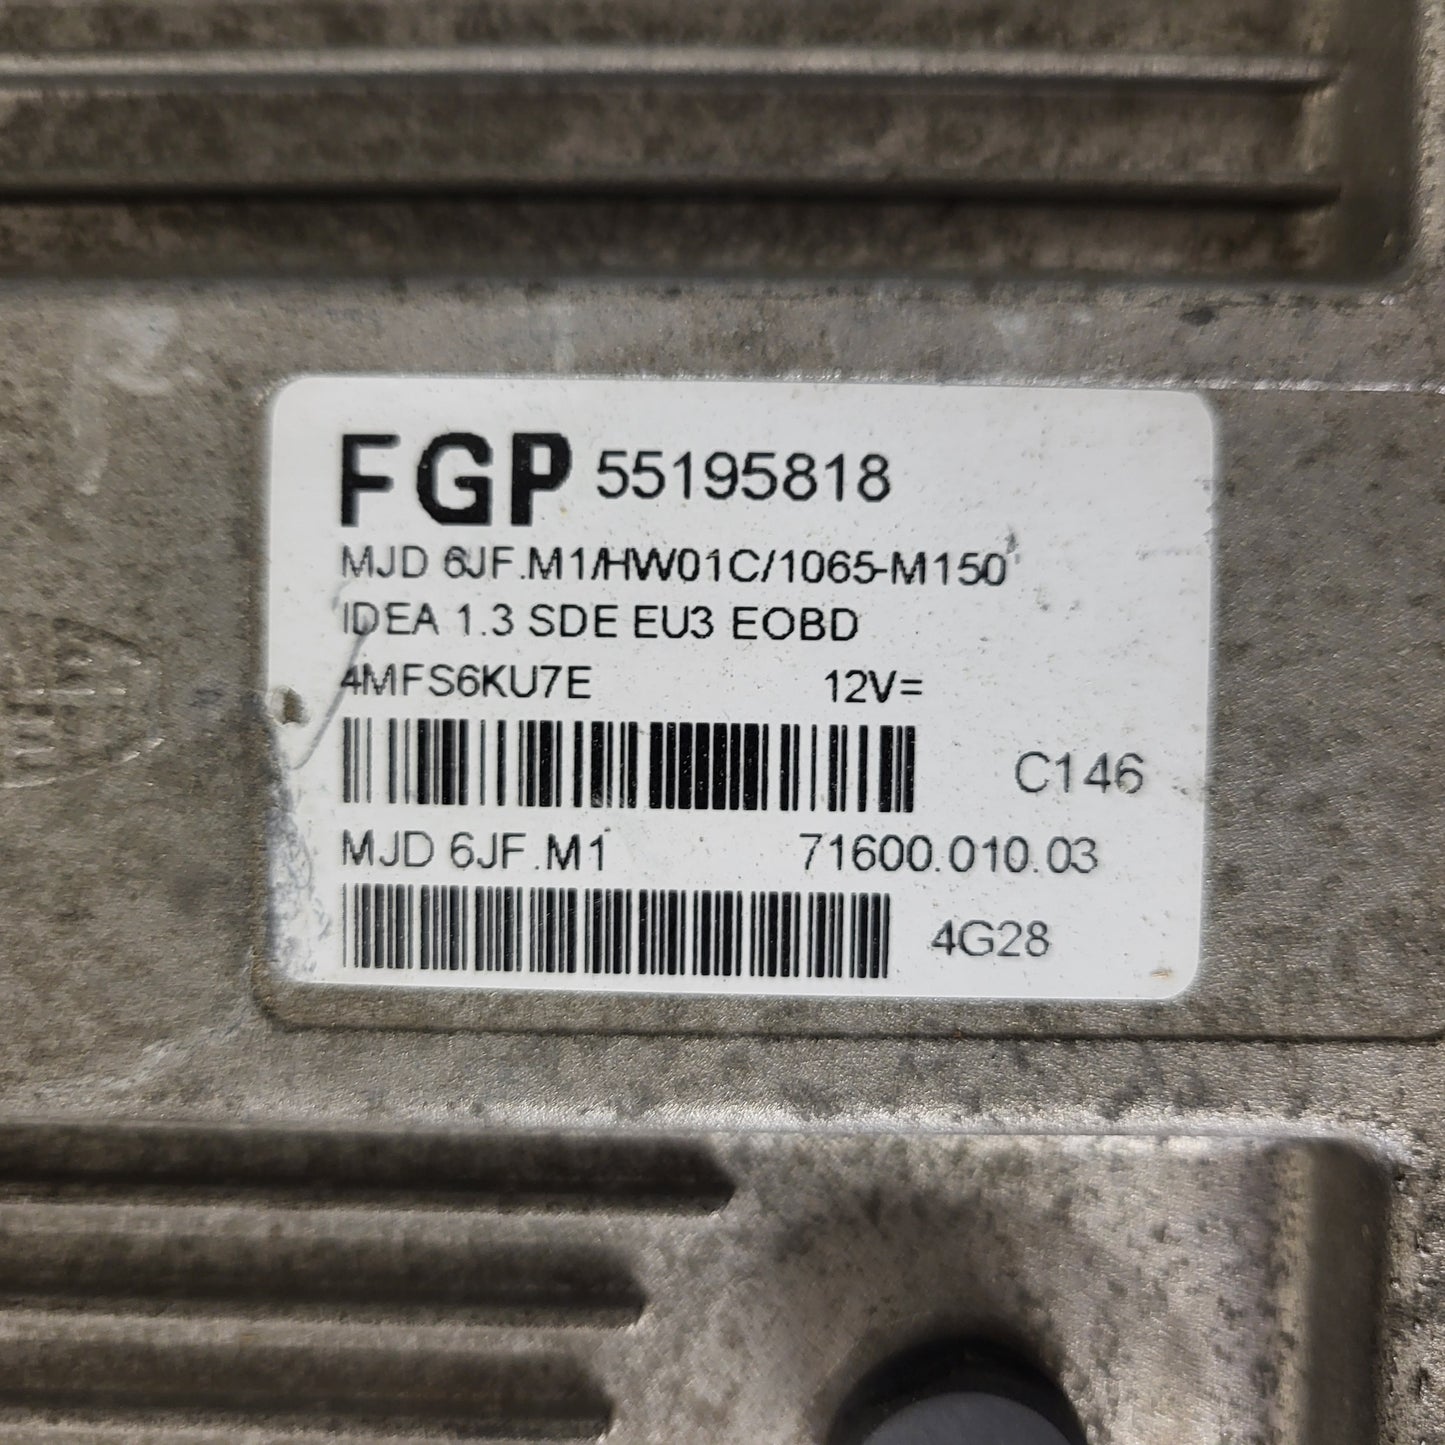 FGP 55195818
MJD 6JF.M1/HW01C/1065-M150
IDEA 1.3 SDE EU3 EOBD
4MFS6KU7E 12V=
C146
MJD 6JF.M1 71600.010.03
4G28